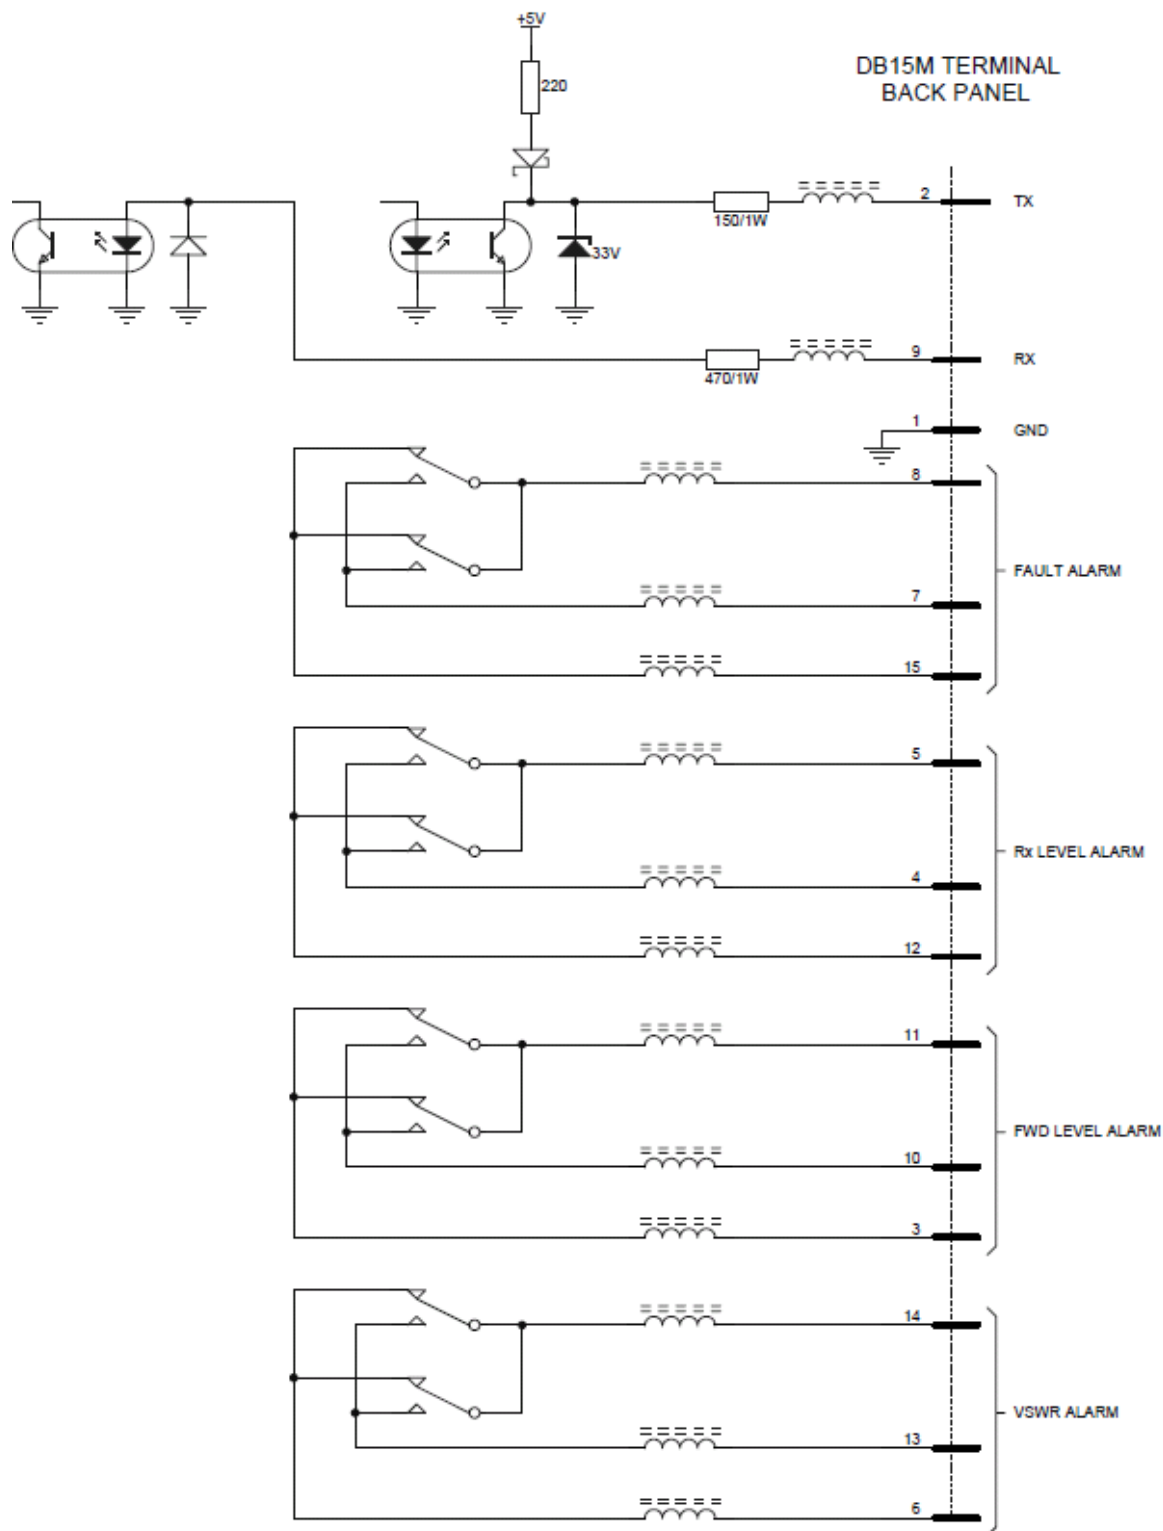 +5V
DB15M TERMINAL
BACK PANEL
220
2
TX
150/1W
33V
9
RX
470/1W
1
GND
8
FAULT ALARM
7
15
5
Rx LEVEL ALARM
4
12
11
FWD LEVEL ALARM
10
3
14
VSWR ALARM
13
6